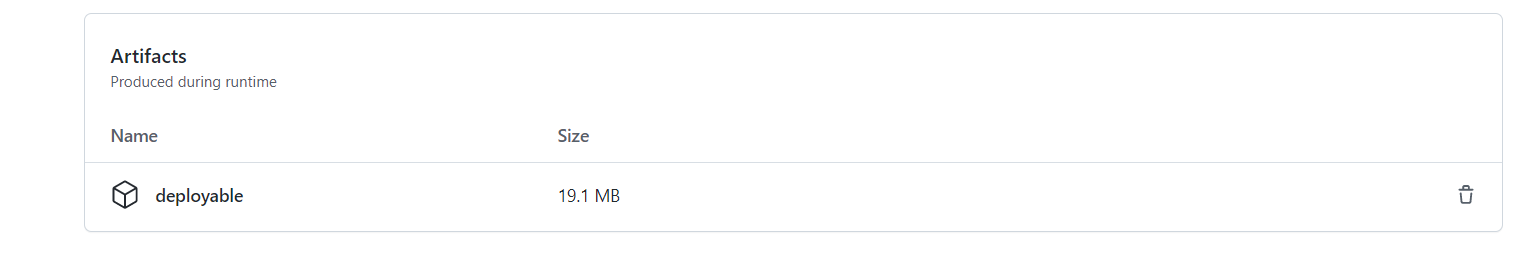 Artifacts
Produced during runtime
Name Size
deployable 19.1 MB